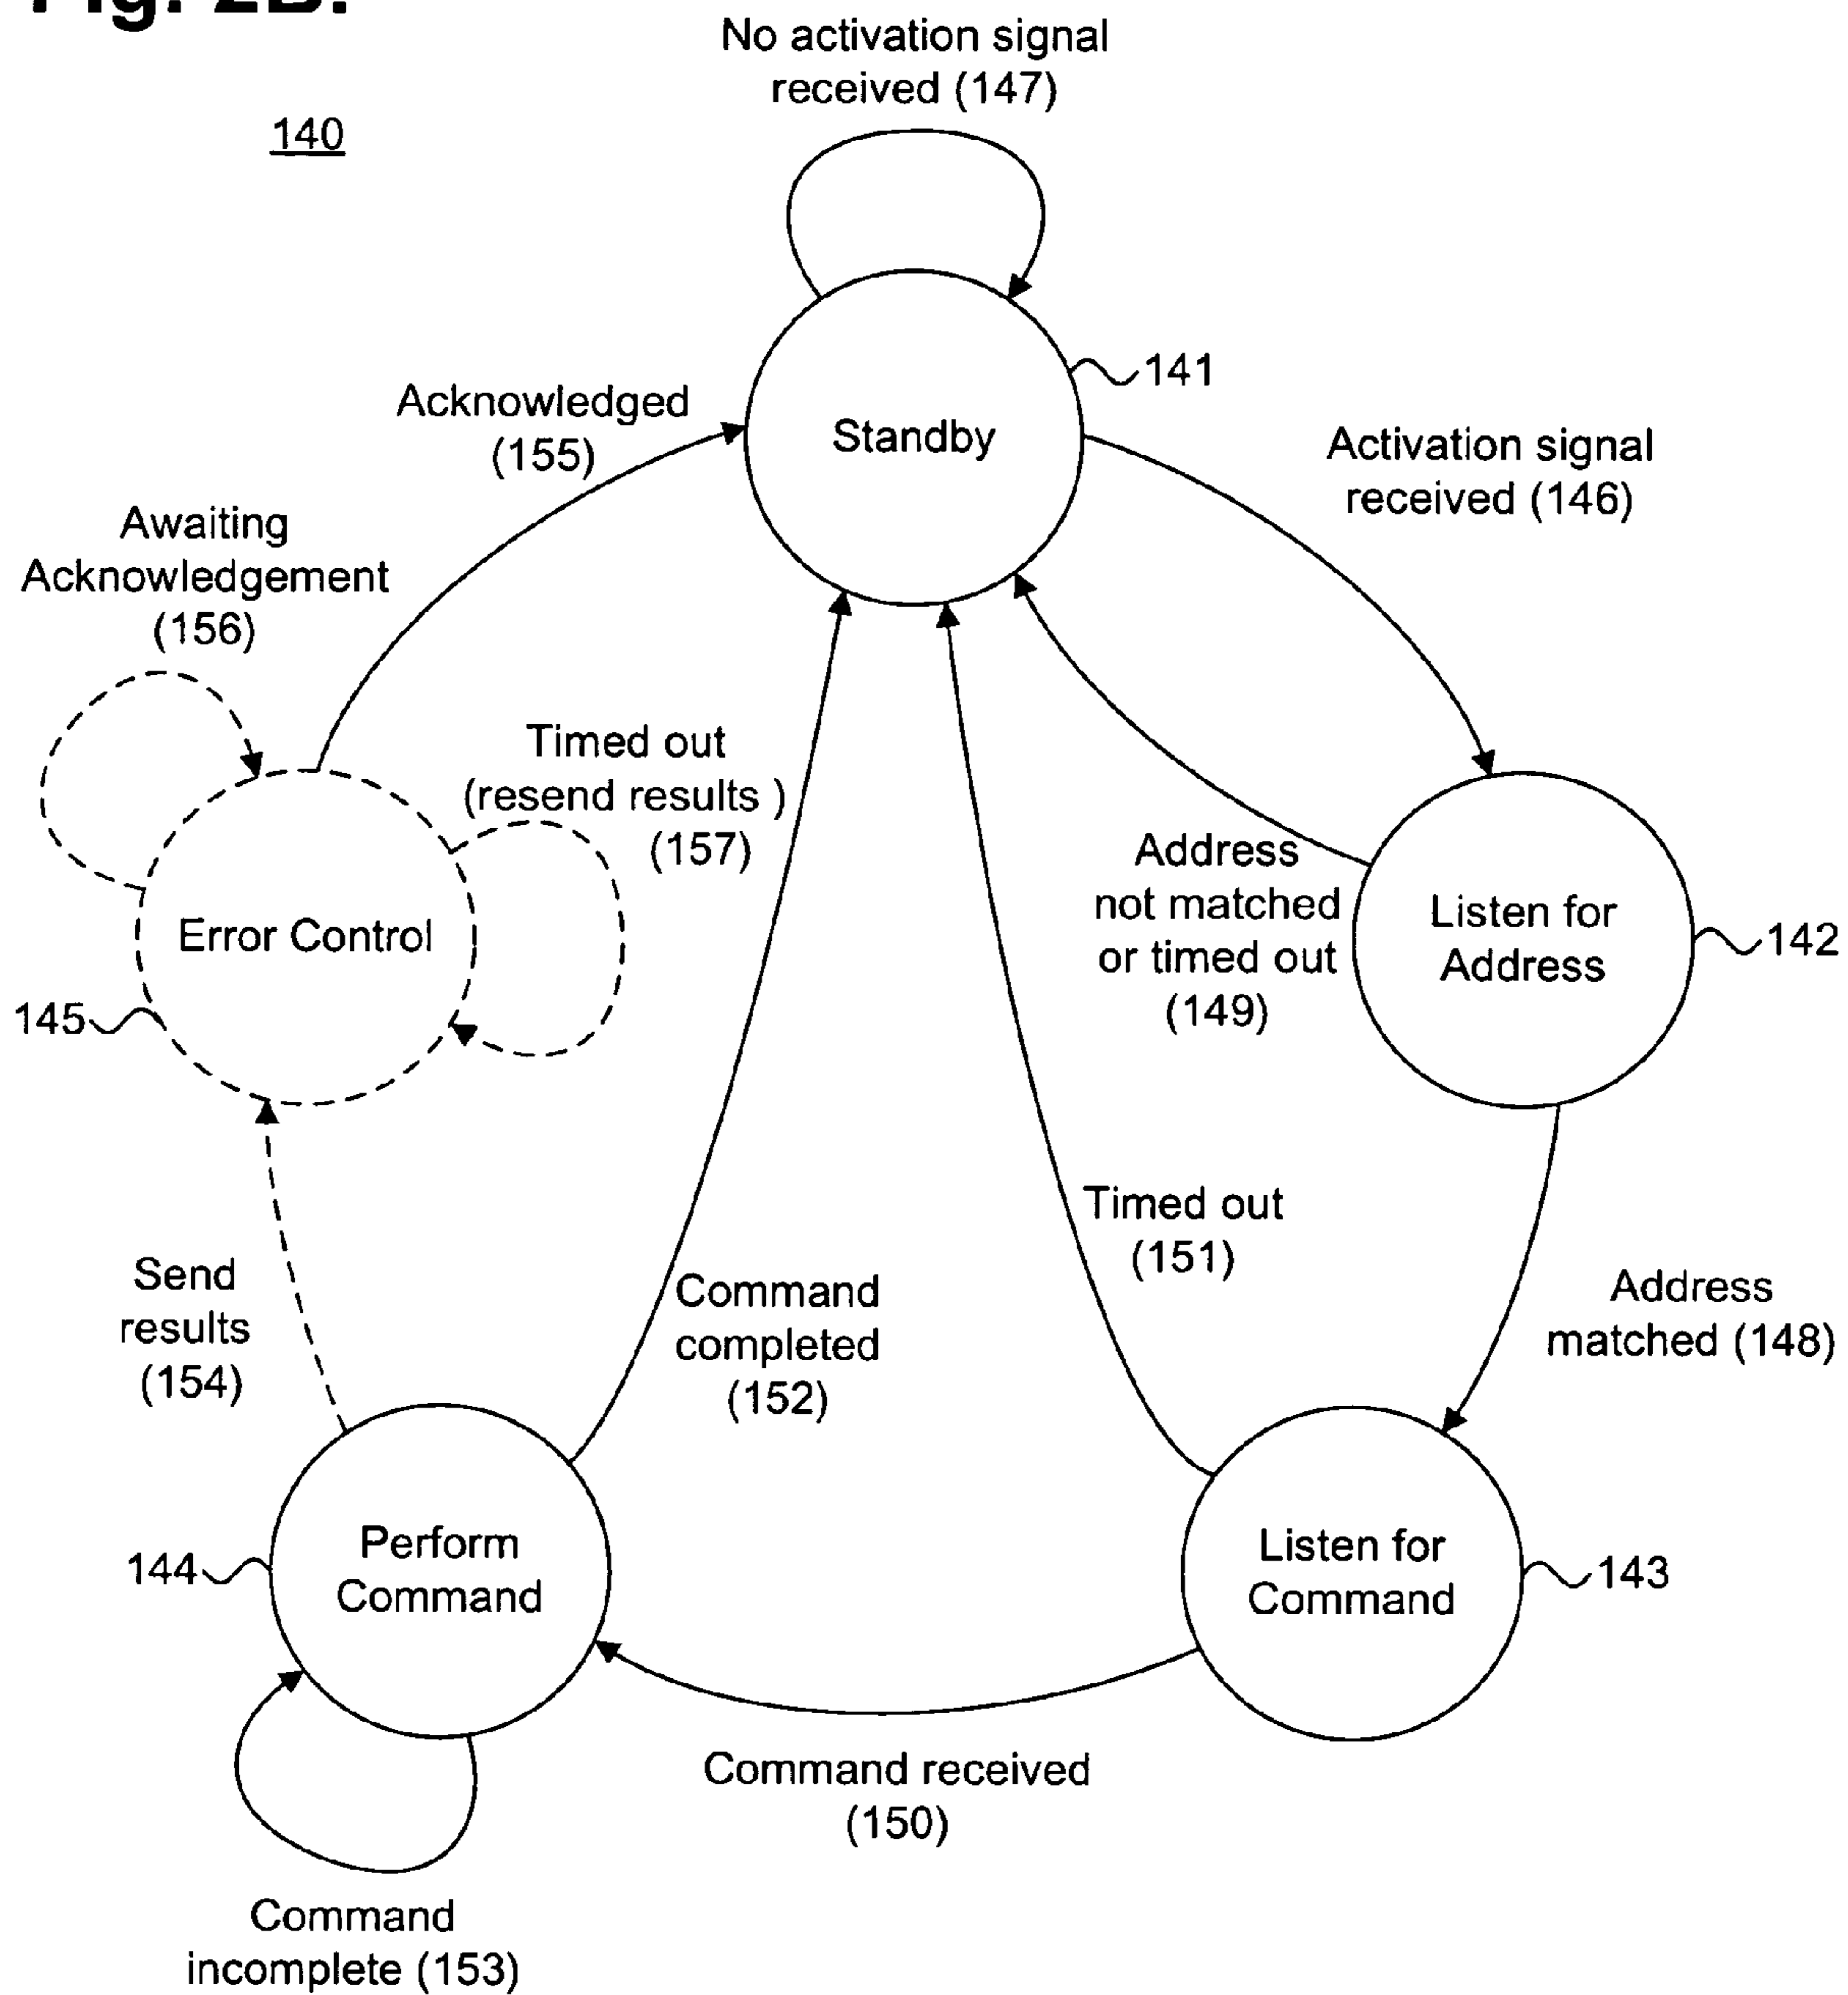 No activation signal
received (147)
140
141
Acknowledged
(155)
Standby
Activation signal
received (146)
Awaiting
Acknowledgement
(156)
Timed out
(resend results )
(157)
Address
not matched
or timed out
(149)
Listen for
Address
142
Error Control
145
Timed out
(151)
Send
results
(154)
Command
completed
(152)
Address
matched (148)
Perform
Command
144
Listen for
Command
143
Command received
(150)
Command
incomplete (153)